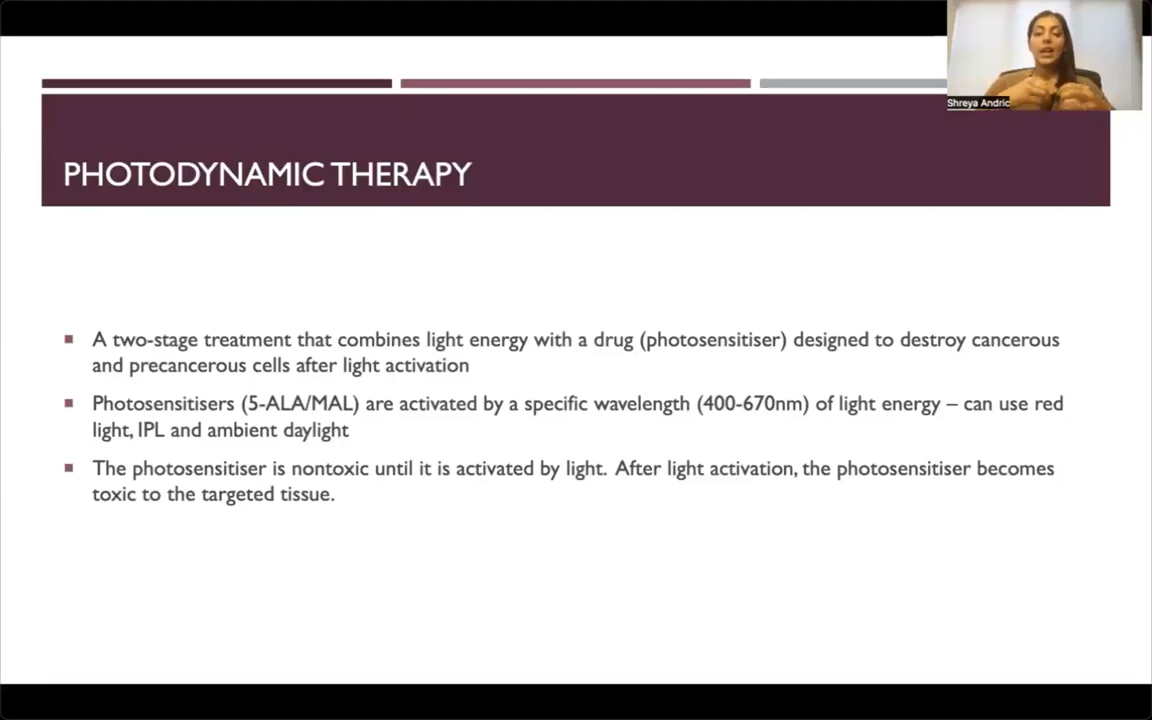 Shreya Andric
PHOTODYNAMIC THERAPY
A two-stage treatment that combines light energy with a drug (photosensitiser) designed to destroy cancerous
and precancerous cells after light activation
Photosensitisers (5-ALA/MAL) are activated by a specific wavelength (400-670nm) of light energy – can use red
light, IPL and ambient daylight
The photosensitiser is nontoxic until it is activated by light. After light activation, the photosensitiser becomes
toxic to the targeted tissue.